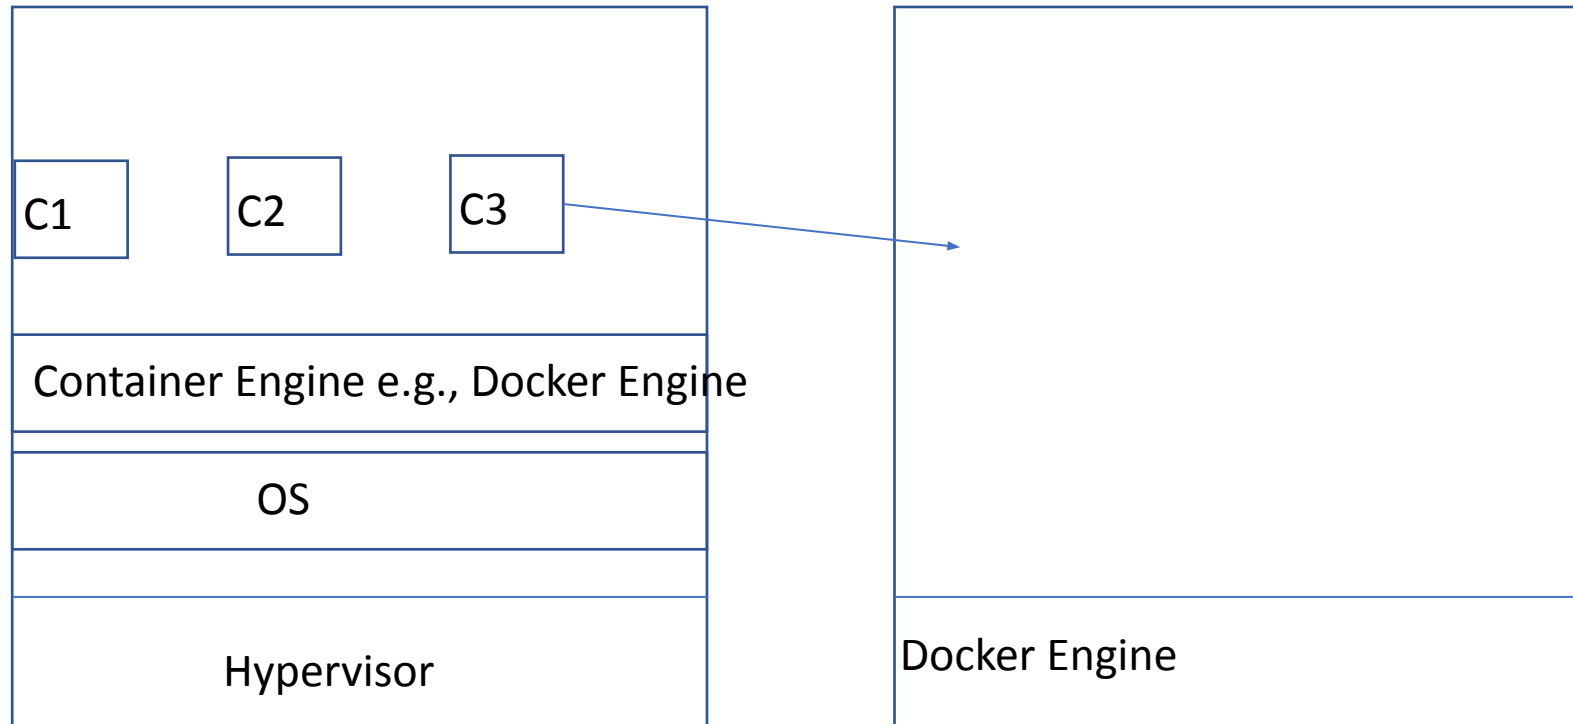 C1
C2
C3
Container Engine e.g., Docker Engine
OS
Hypervisor
Docker Engine